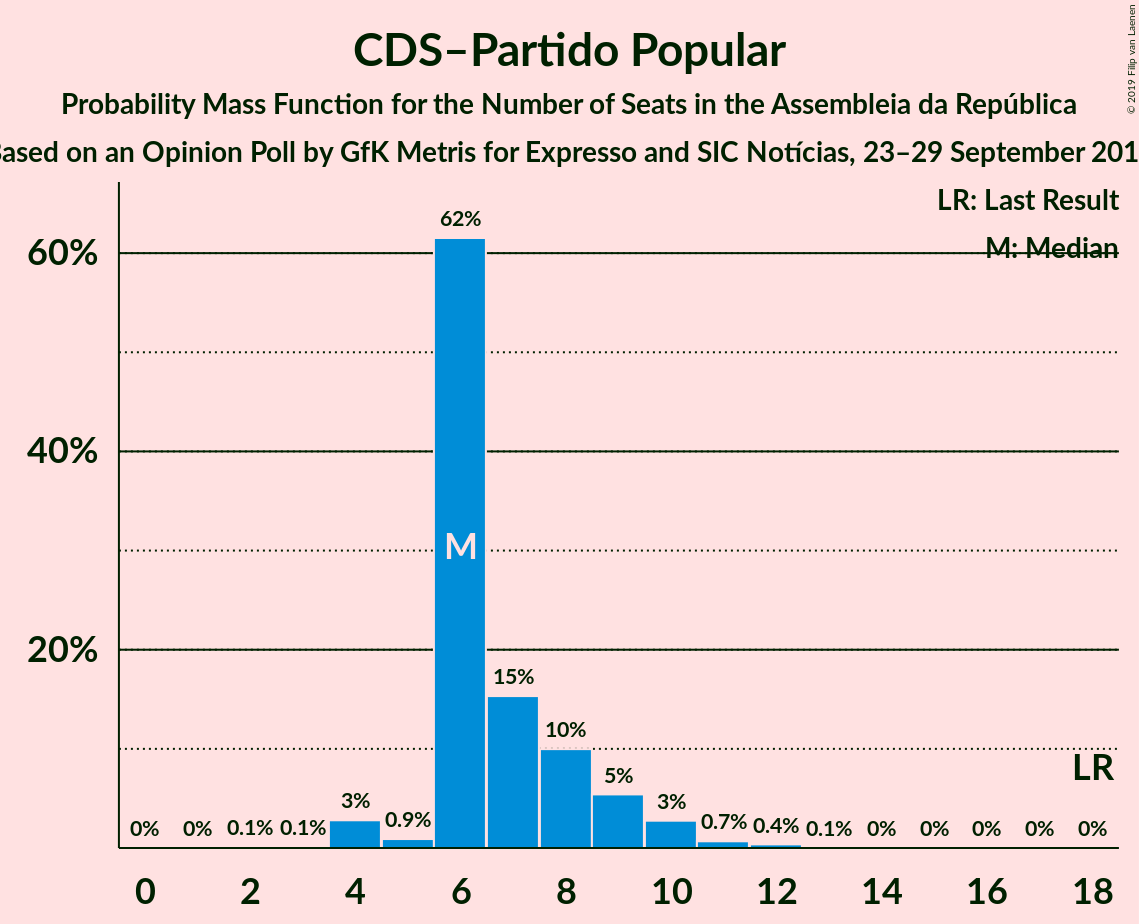 CDS–Partido Popular
Probability Mass Function for the Number of Seats in the Assembleia da República
Based on an Opinion Poll by GfK Metris for Expresso and SIC Notícias, 23–29 September 201
© 2019 Filip van Laenen
LR: Last Result
M: Median
60%
40%
20%
62%
M
15%
10%
5%
3%
0.9%
3%
0.7%
0.4%
0% 0% 0.1% 0.1% 0.1% 0% 0% 0% 0% 0%
LR
0 2 4 6 8 10 12 14 16 18